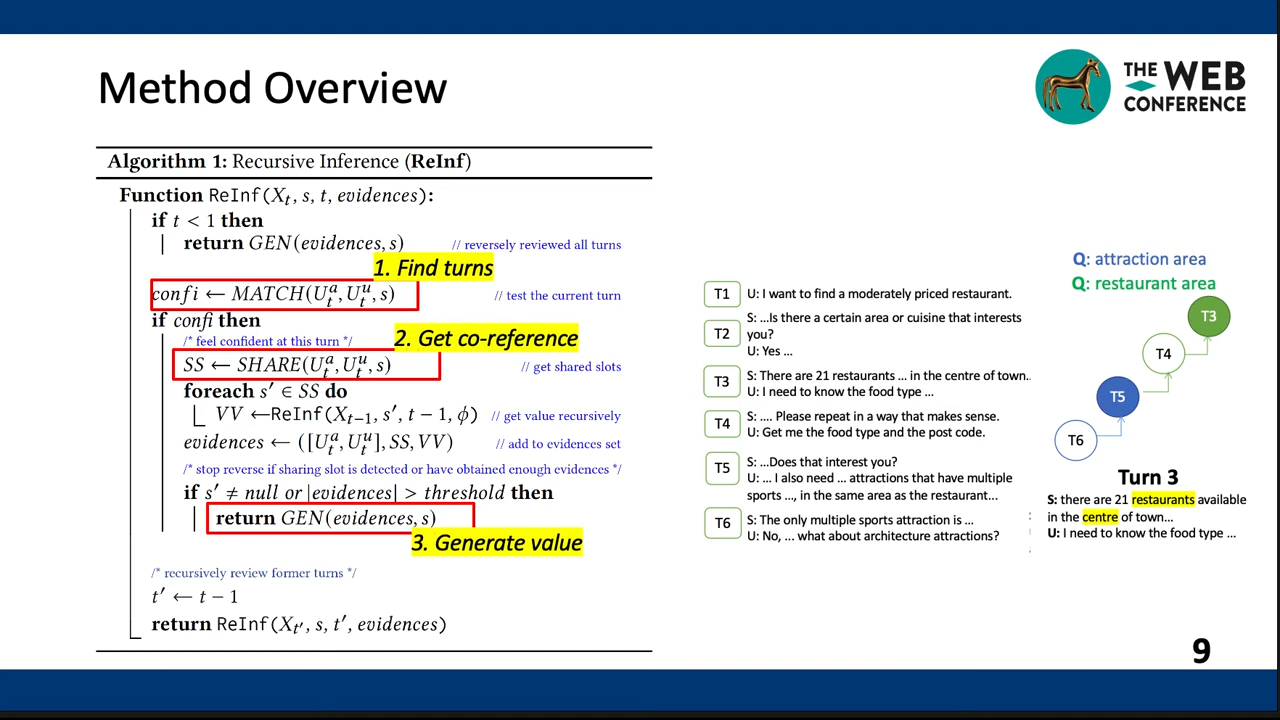 Method Overview
THE WEB
CONFERENCE
Algorithm 1: Recursive Inference (ReInf)
Function ReInf(X_t, s, t, evidences):
if t < 1 then
return GEN(evidences, s) // reversely reviewed all turns
1. Find turns
confi ← MATCH(U_t^a, U_t^u, s) // test the current turn
if confi then
2. Get co-reference
/* feel confident at this turn */
SS ← SHARE(U_t^a, U_t^u, s) // get shared slots
foreach s′ ∈ SS do
VV ←ReInf(X_{t−1}, s′, t − 1, ϕ) // get value recursively
evidences ← ([U_t^a, U_t^u], SS, VV) // add to evidences set
/* stop reverse if sharing slot is detected or have obtained enough evidences */
if s′ ≠ null or |evidences| > threshold then
return GEN(evidences, s)
3. Generate value
/* recursively review former turns */
t′ ← t − 1
return ReInf(X_{t′}, s, t′, evidences)
T1 U: I want to find a moderately priced restaurant.
S: ...Is there a certain area or cuisine that interests
T2 you?
U: Yes ...
T3 S: There are 21 restaurants ... in the centre of town..
U: I need to know the food type ...
T4 S: .... Please repeat in a way that makes sense.
U: Get me the food type and the post code.
S: ...Does that interest you?
T5 U: ... I also need ... attractions that have multiple
sports ..., in the same area as the restaurant...
T6 S: The only multiple sports attraction is ...
U: No, ... what about architecture attractions?
Q: attraction area
Q: restaurant area
T3
T4
T5
T6
Turn 3
S: there are 21 restaurants available
in the centre of town...
U: I need to know the food type ...
9